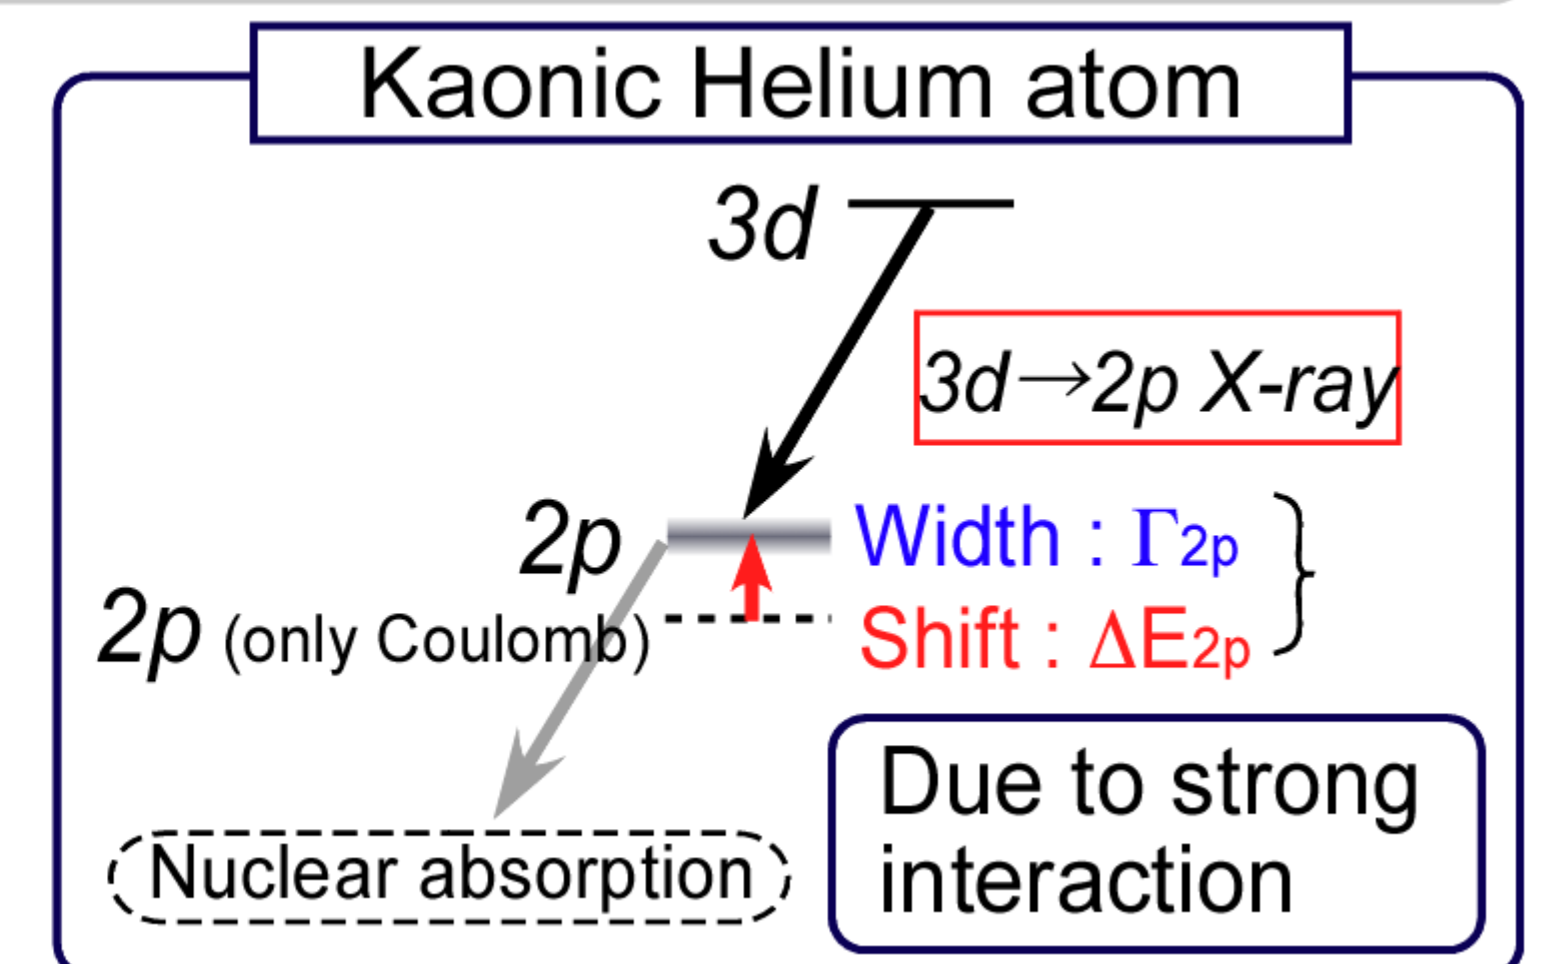 Kaonic Helium atom
3d
3d→2p X-ray
2p
Width : Γ2p
2p (only Coulomb)
Shift : ΔE2p
Due to strong
interaction
Nuclear absorption